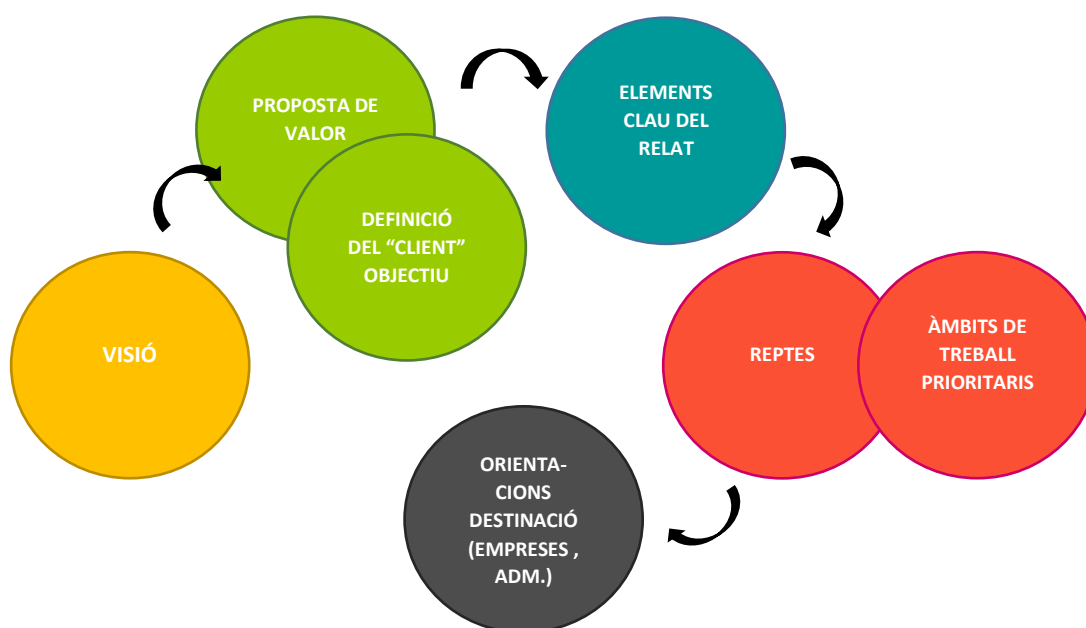 VISIÓ
PROPOSTA DE
VALOR
DEFINICIÓ
DEL “CLIENT”
OBJECTIU
ELEMENTS
CLAU DEL
RELAT
REPTES
ÀMBITS DE
TREBALL
PRIORITARIS
ORIENTA-
CIONS
DESTINACIÓ
(EMPRESES ,
ADM.)